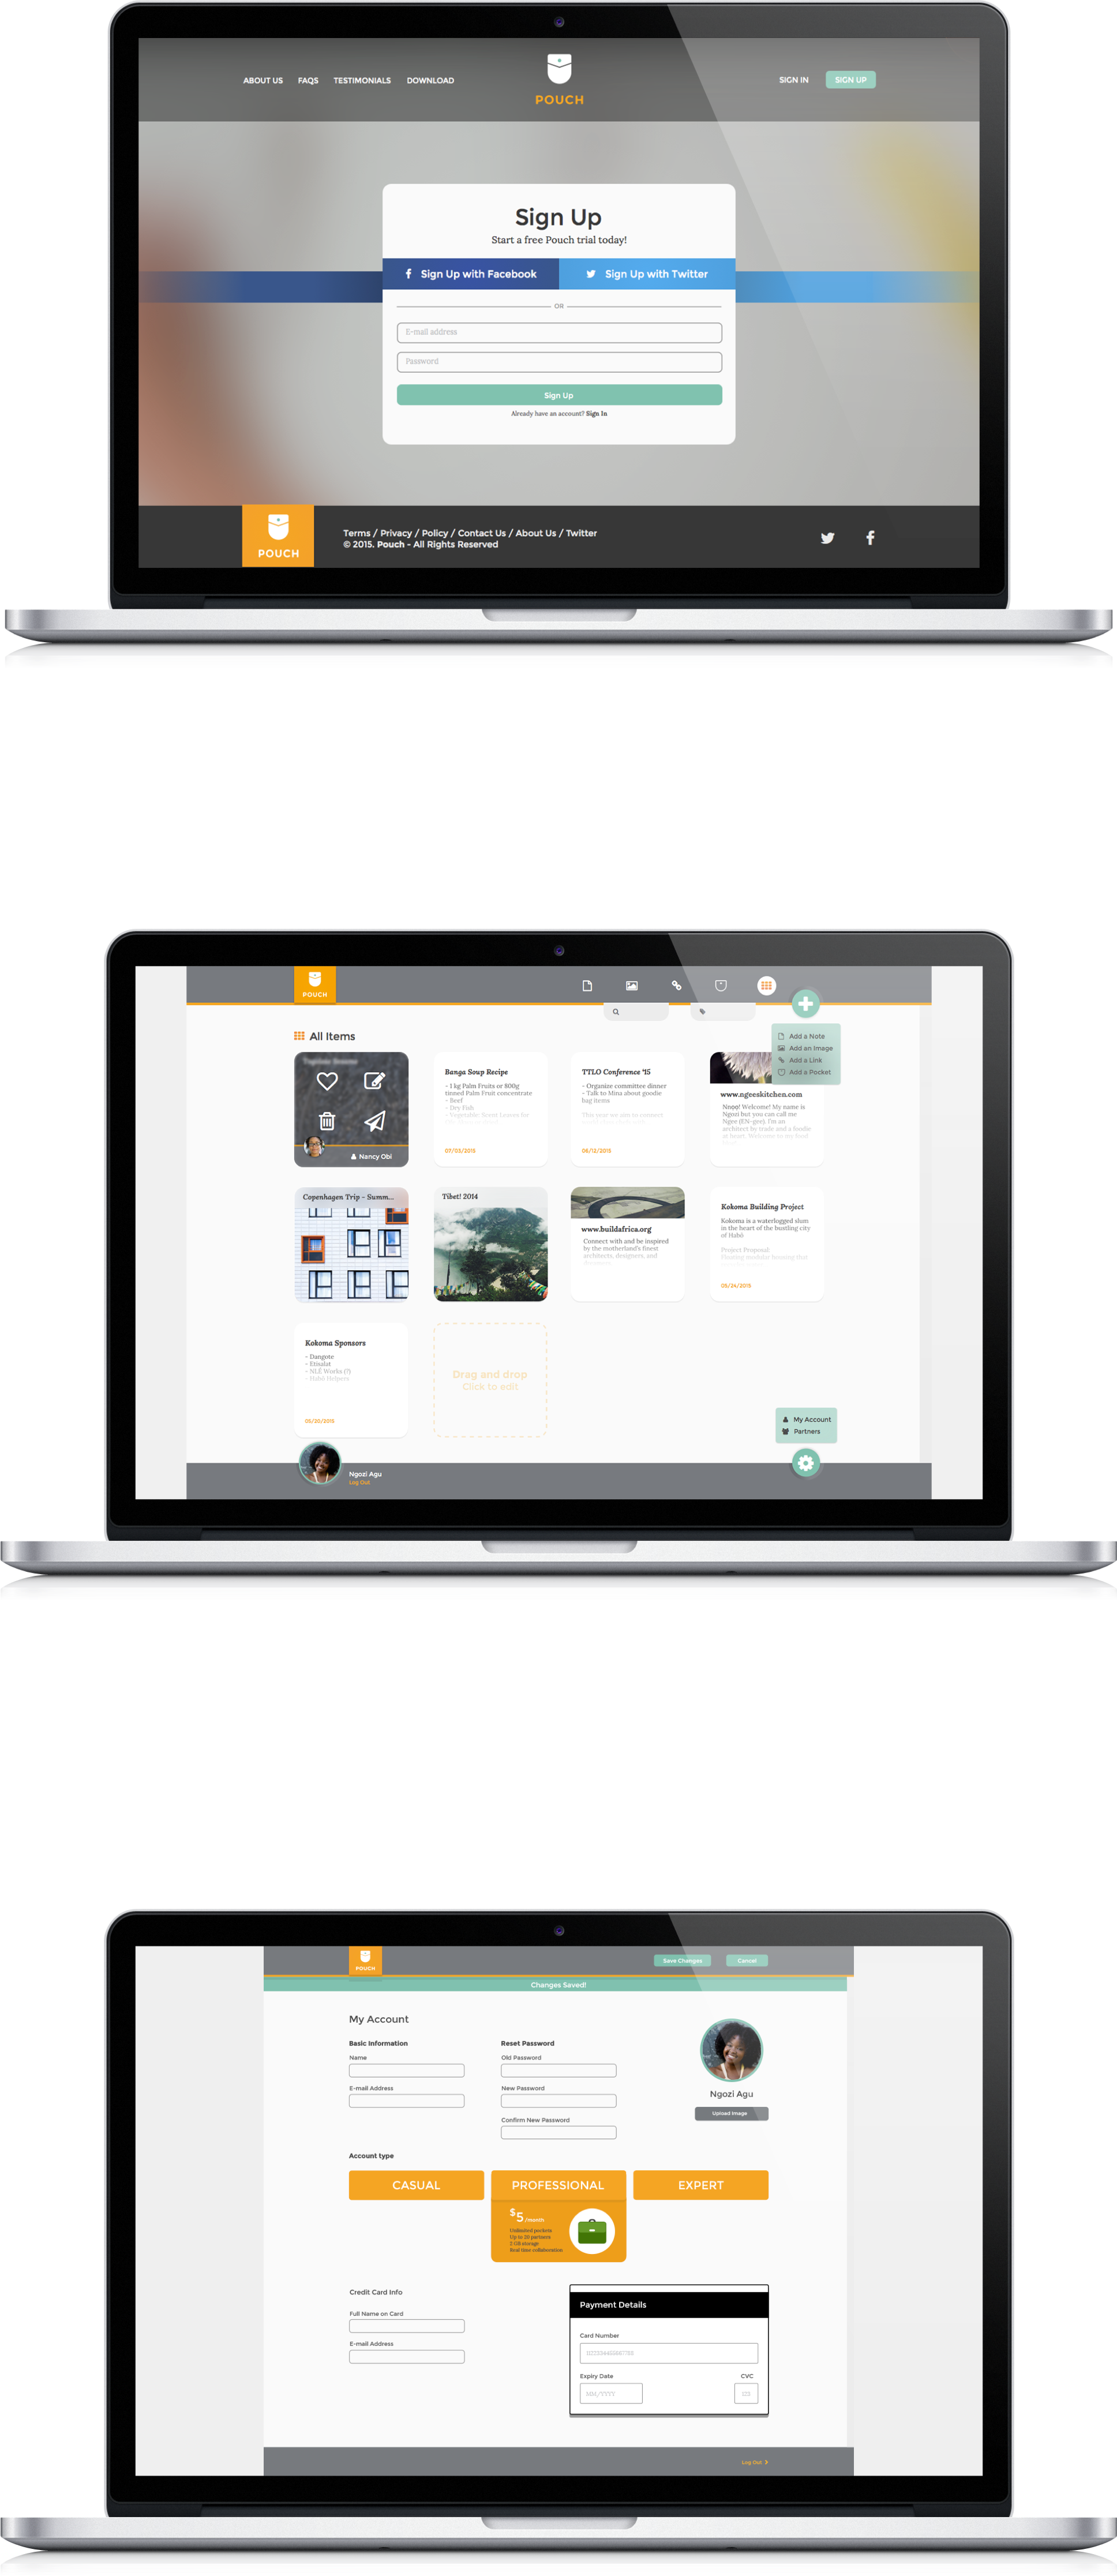 ABOUT US FAQS TESTIMONIALS DOWNLOAD
POUCH
SIGN IN SIGN UP
Sign Up
Start a free Pouch trial today!
Sign Up with Facebook Sign Up with Twitter
OR
E-mail address
Password
Sign Up
Already have an account? Sign In
POUCH
Terms / Privacy / Policy / Contact Us / About Us / Twitter
© 2015. Pouch - All Rights Reserved
POUCH
Add a Note
Add an Image
Add a Link
Add a Pocket
All Items
Nancy Obi
Banga Soup Recipe
- 1 kg Palm Fruits or 800g
tinned Palm Fruit concentrate
- Beef
- Dry Fish
- Vegetable: Scent Leaves for
07/03/2015
TTLO Conference '15
- Organize committee dinner
- Talk to Mina about goodie
bag items
This year we aim to connect
06/12/2015
www.ngeeskitchen.com
Nnọọ! Welcome! My name is
Ngozi but you can call me
Ngee (EN-gee). I'm an
architect by trade and a foodie
at heart. Welcome to my food
Copenhagen Trip - Summ...
Tibet! 2014
www.buildafrica.org
Connect with and be inspired
by the motherland's finest
architects, designers, and
Kokoma Building Project
Kokoma is a waterlogged slum
in the heart of the bustling city
of Habò
Project Proposal:
Creating modular housing that
05/24/2015
Kokoma Sponsors
- Dangote
- Etisalat
- NLÉ Works (?)
- Habò Helpers
05/20/2015
Drag and drop
Click to edit
My Account
Partners
Ngozi Agu
Log Out
POUCH
Save Changes Cancel
Changes Saved!
My Account
Basic Information
Name
E-mail Address
Reset Password
Old Password
New Password
Confirm New Password
Ngozi Agu
Upload Image
Account type
CASUAL PROFESSIONAL EXPERT
$5 /month
Unlimited pockets
Up to 20 partners
2 GB storage
Real time collaboration
Credit Card Info
Full Name on Card
E-mail Address
Payment Details
Card Number
Expiry Date CVC
MM/YYYY
Log Out